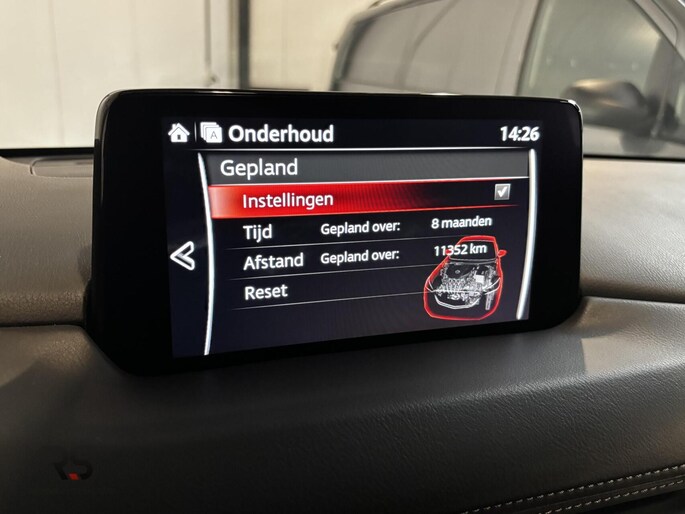 A Onderhoud 14:26
Gepland
Instellingen
Tijd Gepland over: 8 maanden
Afstand Gepland over: 11352 km
Reset